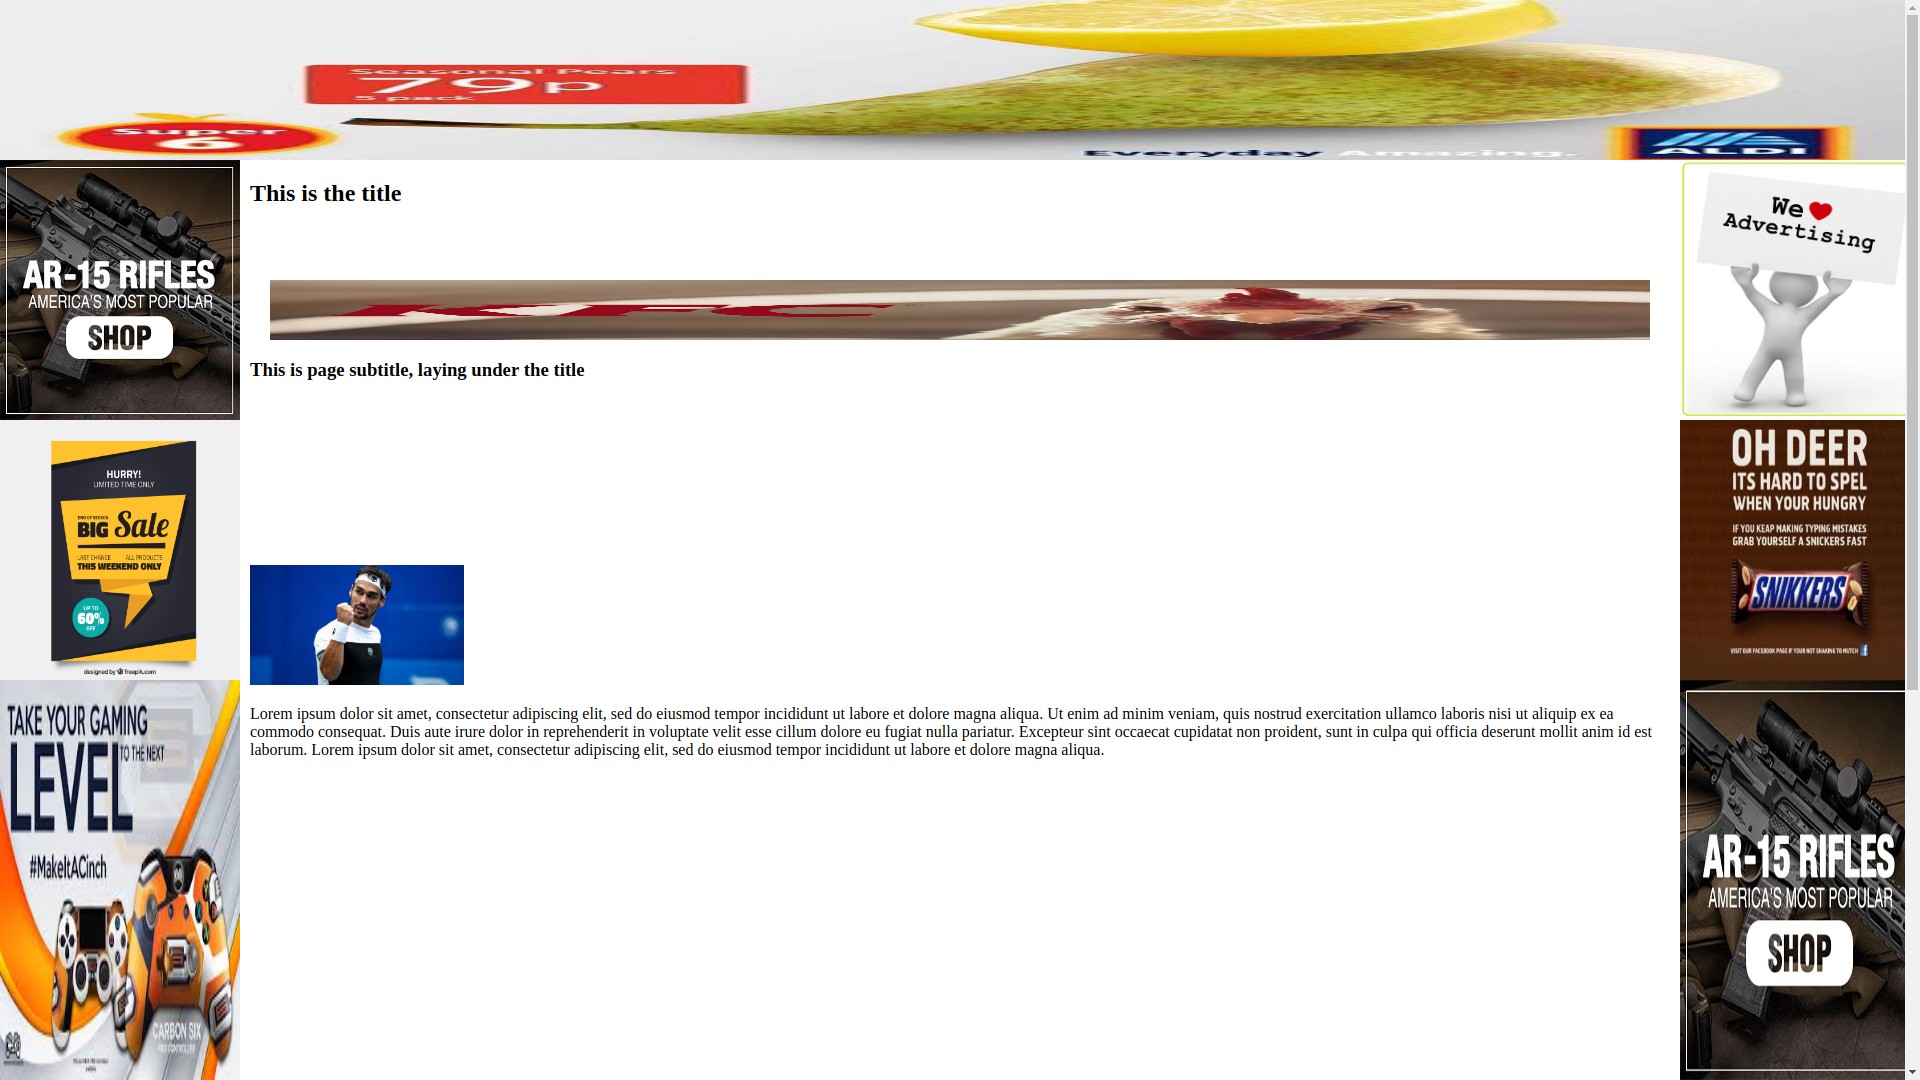 Seasonal Pears
79p
5 pack
Super
6
Everyday Amazing.
ALDI
AR-15 RIFLES
AMERICA'S MOST POPULAR
SHOP
This is the title
We
Advertising
KFC
This is page subtitle, laying under the title
HURRY!
LIMITED TIME ONLY
END OF SEASON
BIG Sale
LAST CHANCE ALL PRODUCTS
THIS WEEKEND ONLY
UP TO
60%
OFF
designed by freepik.com
OH DEER
ITS HARD TO SPEL
WHEN YOUR HUNGRY
IF YOU KEAP MAKING TYPING MISTAKES
GRAB YOURSELF A SNICKERS FAST
SNIKKERS
VISIT OUR FACEBOOK PAGE IF YOUR NOT SHAKING TO MUTCH
Lorem ipsum dolor sit amet, consectetur adipiscing elit, sed do eiusmod tempor incididunt ut labore et dolore magna aliqua. Ut enim ad minim veniam, quis nostrud exercitation ullamco laboris nisi ut aliquip ex ea
commodo consequat. Duis aute irure dolor in reprehenderit in voluptate velit esse cillum dolore eu fugiat nulla pariatur. Excepteur sint occaecat cupidatat non proident, sunt in culpa qui officia deserunt mollit anim id est
laborum. Lorem ipsum dolor sit amet, consectetur adipiscing elit, sed do eiusmod tempor incididunt ut labore et dolore magna aliqua.
TAKE YOUR GAMING
LEVEL TO THE NEXT
#MakeItACinch
CARBON SIX
AR-15 RIFLES
AMERICA'S MOST POPULAR
SHOP